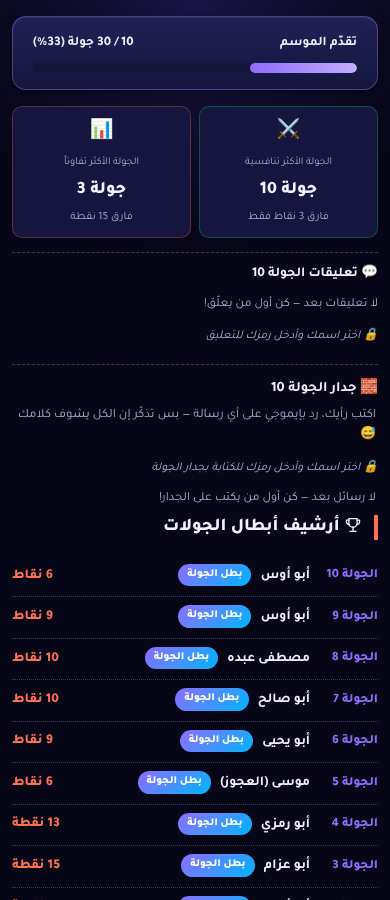 تقدّم الموسم
10 / 30 جولة (33%)
الجولة الأكثر تنافسية
جولة 10
فارق 3 نقاط فقط
الجولة الأكثر تفاوتاً
جولة 3
فارق 15 نقطة
💬 تعليقات الجولة 10
لا تعليقات بعد — كن أول من يعلّق!
🔒 اختر اسمك وأدخل رمزك للتعليق
🧱 جدار الجولة 10
اكتب رأيك، رد بإيموجي على أي رسالة — بس تذكّر إن الكل يشوف كلامك
😅
🔒 اختر اسمك وأدخل رمزك للكتابة بجدار الجولة
لا رسائل بعد — كن أول من يكتب على الجدار!
أرشيف أبطال الجولات
الجولة 10 أبو أوس بطل الجولة 6 نقاط
الجولة 9 أبو أوس بطل الجولة 9 نقاط
الجولة 8 مصطفى عبده بطل الجولة 10 نقاط
الجولة 7 أبو صالح بطل الجولة 10 نقاط
الجولة 6 أبو يحيى بطل الجولة 9 نقاط
الجولة 5 موسى (العجوز) بطل الجولة 6 نقاط
الجولة 4 أبو رمزي بطل الجولة 13 نقطة
الجولة 3 أبو عزام بطل الجولة 15 نقطة